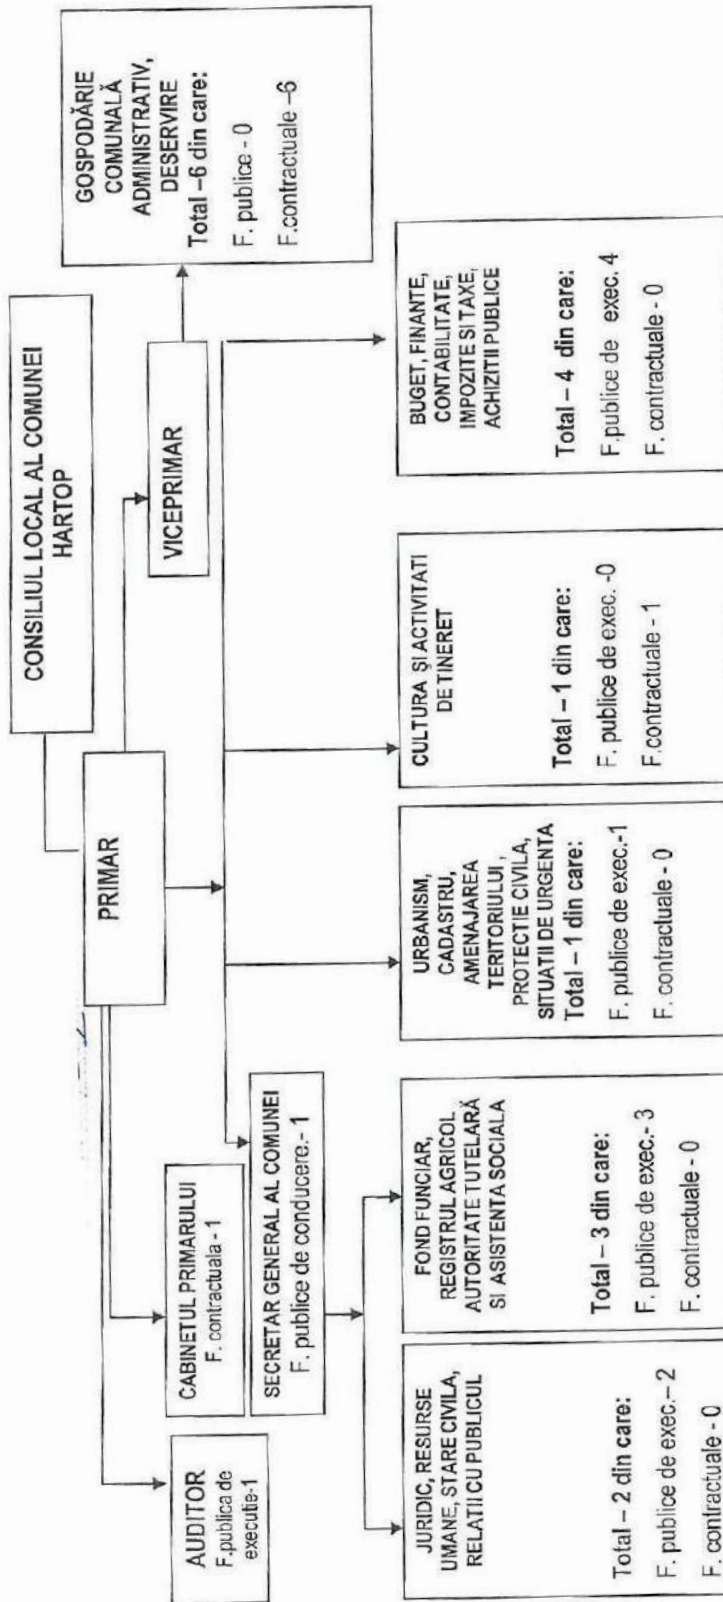 CONSILIUL LOCAL AL COMUNEI
HARTOP
PRIMAR
VICEPRIMAR
GOSPODĂRIE
COMUNALĂ
ADMINISTRATIV,
DESERVIRE
Total –6 din care:
F. publice - 0
F.contractuale –6
AUDITOR
F.publica de
executie-1
CABINETUL PRIMARULUI
F. contractuala - 1
SECRETAR GENERAL AL COMUNEI
F. publice de conducere.- 1
JURIDIC, RESURSE
UMANE, STARE CIVILA,
RELATII CU PUBLICUL
Total – 2 din care:
F. publice de exec.– 2
F. contractuale - 0
FOND FUNCIAR,
REGISTRUL AGRICOL
AUTORITATE TUTELARĂ
SI ASISTENTA SOCIALA
Total – 3 din care:
F. publice de exec.- 3
F. contractuale - 0
URBANISM,
CADASTRU,
AMENAJAREA
TERITORIULUI ,
PROTECTIE CIVILA,
SITUATII DE URGENTA
Total – 1 din care:
F. publice de exec.-1
F. contractuale - 0
CULTURA ŞI ACTIVITATI
DE TINERET
Total – 1 din care:
F. publice de exec. -0
F.contractuale - 1
BUGET, FINANTE,
CONTABILITATE,
IMPOZITE SI TAXE,
ACHIZITII PUBLICE
Total – 4 din care:
F.publice de exec. 4
F. contractuale - 0